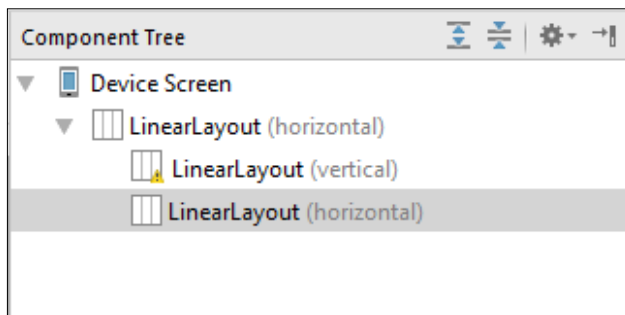 Component Tree
Device Screen
LinearLayout (horizontal)
LinearLayout (vertical)
LinearLayout (horizontal)